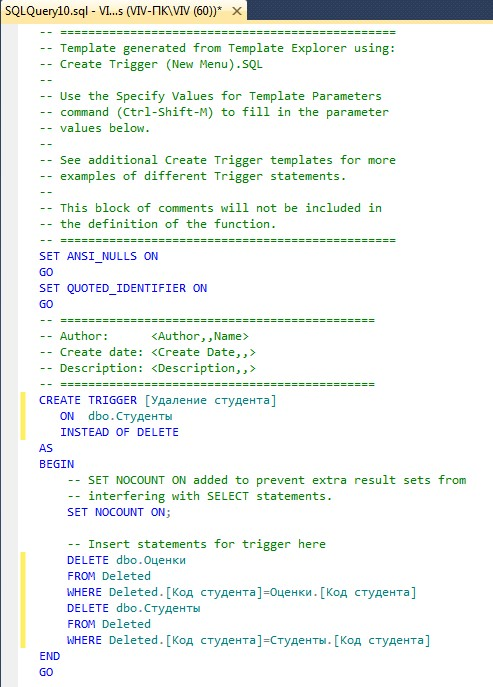 SQLQuery10.sql - VI...s (VIV-ПК\VIV (60))* ×
-- =============================================
-- Template generated from Template Explorer using:
-- Create Trigger (New Menu).SQL
--
-- Use the Specify Values for Template Parameters
-- command (Ctrl-Shift-M) to fill in the parameter
-- values below.
--
-- See additional Create Trigger templates for more
-- examples of different Trigger statements.
--
-- This block of comments will not be included in
-- the definition of the function.
-- =============================================
SET ANSI_NULLS ON
GO
SET QUOTED_IDENTIFIER ON
GO
-- ==========================================
-- Author:      <Author,,Name>
-- Create date: <Create Date,,>
-- Description: <Description,,>
-- ==========================================
CREATE TRIGGER [Удаление студента]
   ON  dbo.Студенты
   INSTEAD OF DELETE
AS
BEGIN
    -- SET NOCOUNT ON added to prevent extra result sets from
    -- interfering with SELECT statements.
    SET NOCOUNT ON;

    -- Insert statements for trigger here
    DELETE dbo.Оценки
    FROM Deleted
    WHERE Deleted.[Код студента]=Оценки.[Код студента]
    DELETE dbo.Студенты
    FROM Deleted
    WHERE Deleted.[Код студента]=Студенты.[Код студента]
END
GO